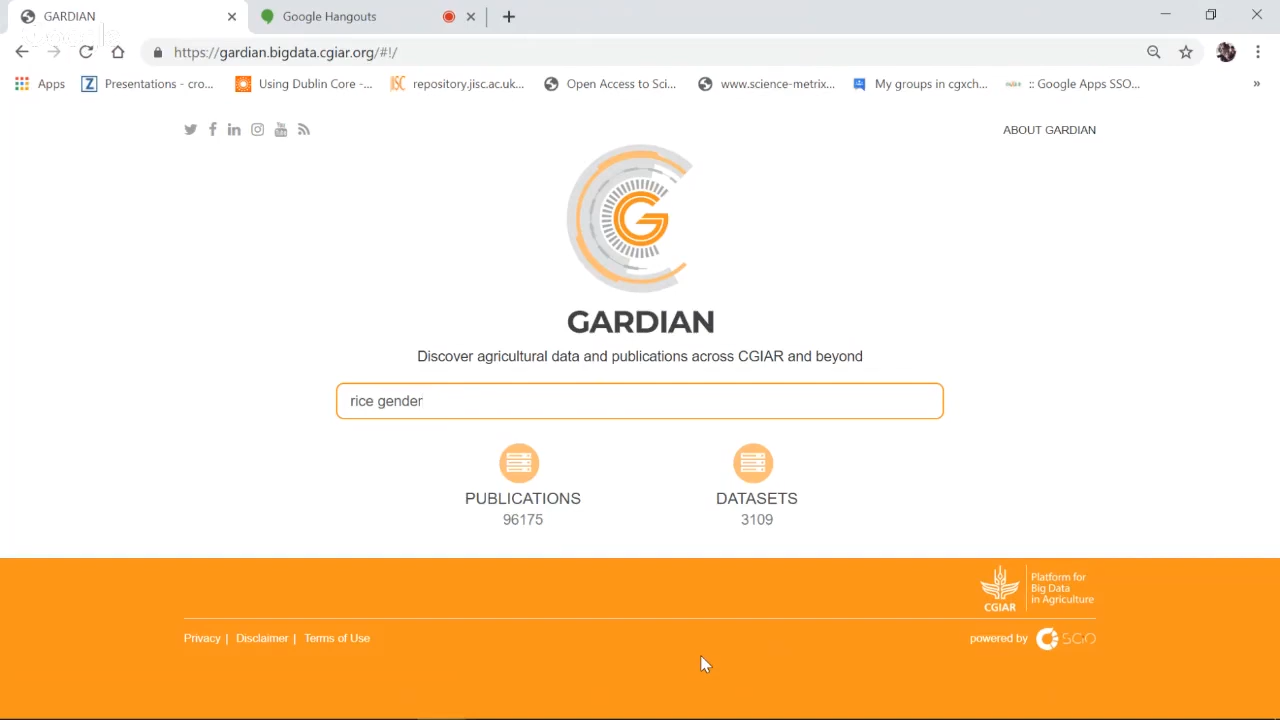 GARDIAN
Google Hangouts
https://gardian.bigdata.cgiar.org/#!/
Apps
Presentations - cro...
Using Dublin Core -...
repository.jisc.ac.uk...
Open Access to Sci...
www.science-metrix...
My groups in cgxch...
:: Google Apps SSO...
»
ABOUT GARDIAN
GARDIAN
Discover agricultural data and publications across CGIAR and beyond
rice gender
PUBLICATIONS
96175
DATASETS
3109
CGIAR
Platform for
Big Data
in Agriculture
Privacy | Disclaimer | Terms of Use
powered by SGO